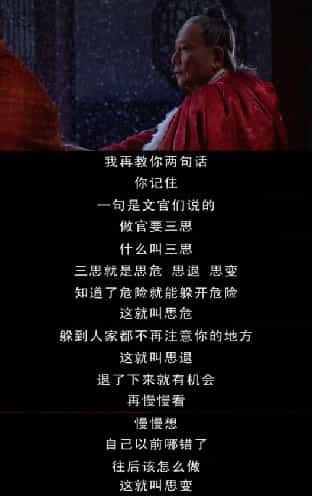 我再教你两句话
你记住
一句是文官们说的
做官要三思
什么叫三思
三思就是思危 思退 思变
知道了危险就能躲开危险
这就叫思危
躲到人家都不再注意你的地方
这就叫思退
退了下来就有机会
再慢慢看
慢慢想
自己以前哪错了
往后该怎么做
这就叫思变